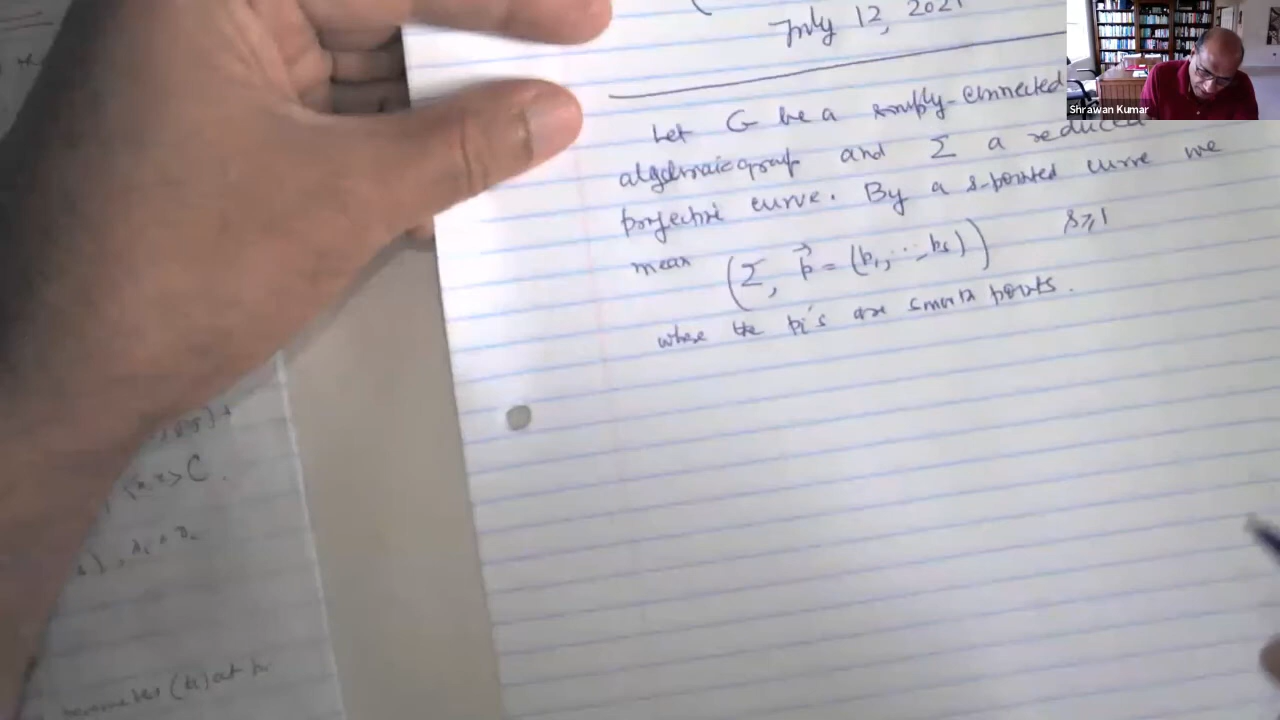 July 12, 2021
Shrawan Kumar
Let G be a simply-connected
algebraic group and Σ a reduced
projective curve. By a s-pointed curve we
mean (Σ, p⃗ = (p₁, ..., pₛ)) s≥1
where the pᵢ's are smooth points.
C.
(x) at